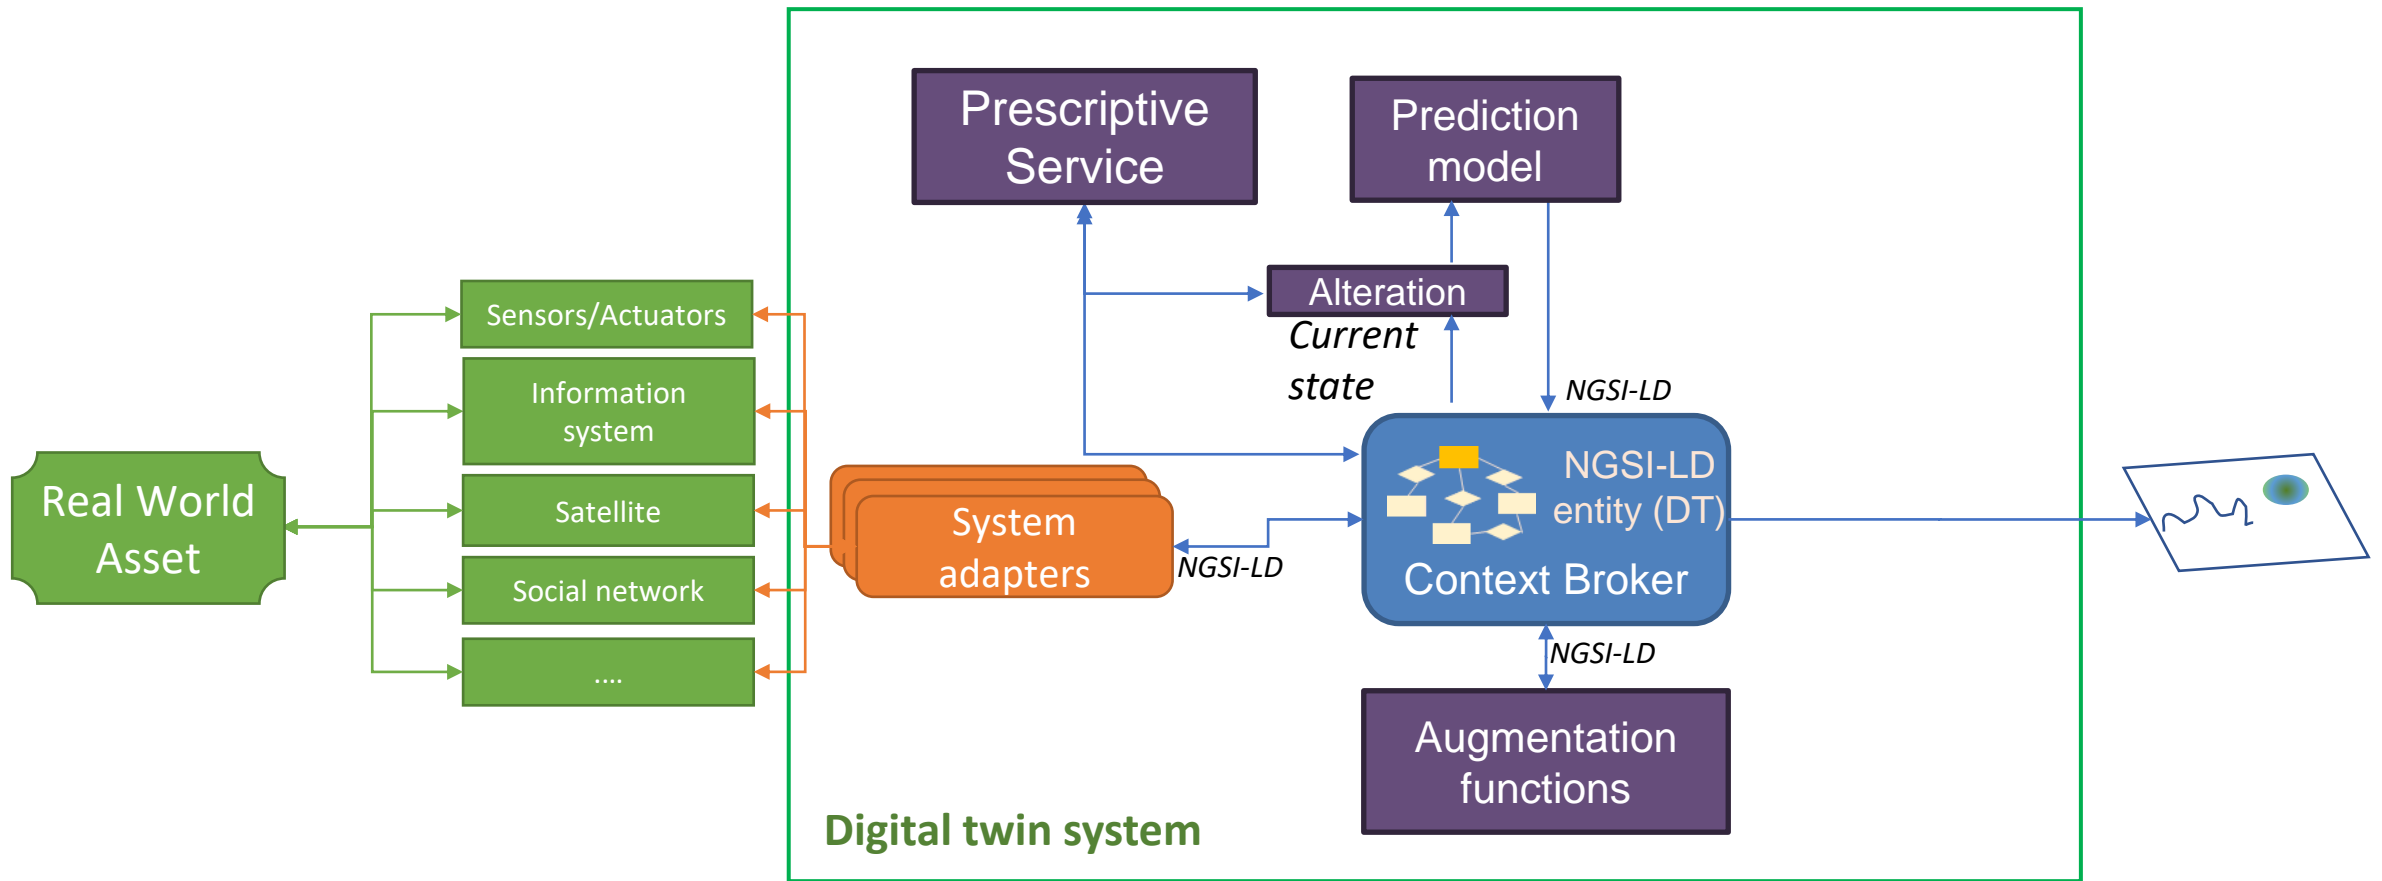 Prescriptive
Service
Prediction
model
Alteration
Current
state
NGSI-LD
Sensors/Actuators
Information
system
Satellite
Social network
....
Real World
Asset
System
adapters
NGSI-LD
NGSI-LD
entity (DT)
Context Broker
NGSI-LD
Augmentation
functions
Digital twin system